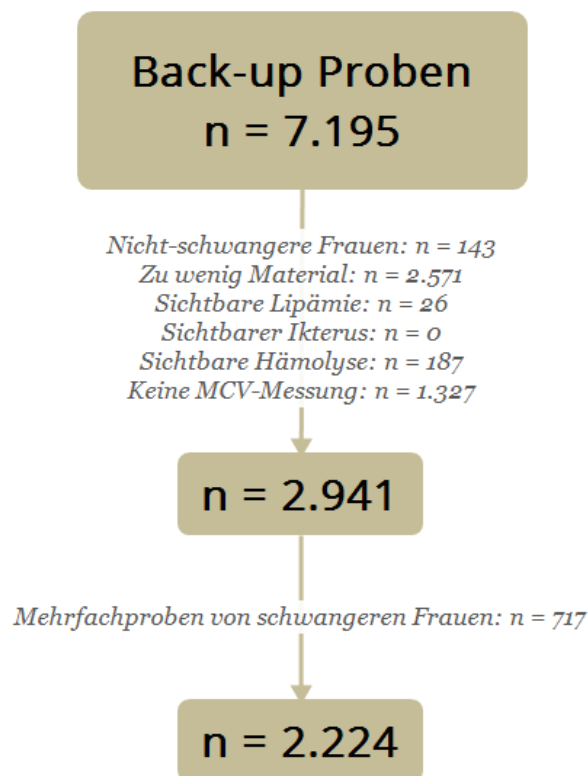 Back-up Proben
n = 7.195
Nicht-schwangere Frauen: n = 143
Zu wenig Material: n = 2.571
Sichtbare Lipämie: n = 26
Sichtbarer Ikterus: n = 0
Sichtbare Hämolyse: n = 187
Keine MCV-Messung: n = 1.327
n = 2.941
Mehrfachproben von schwangeren Frauen: n = 717
n = 2.224